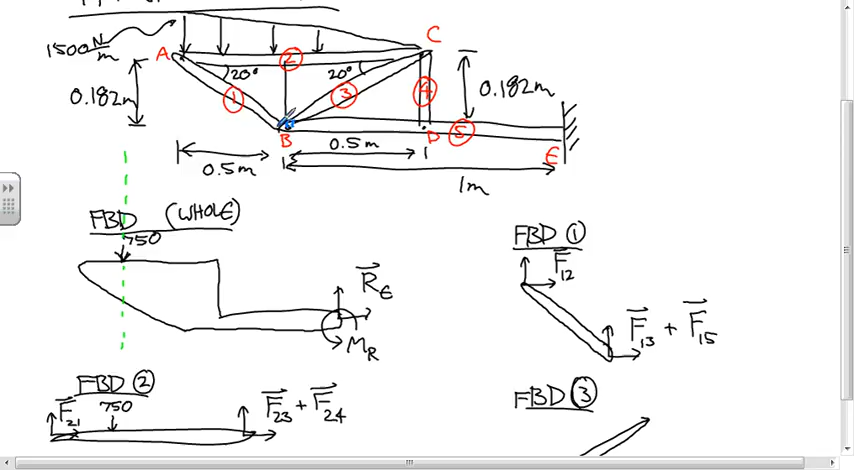 1500 N/m
A
2
C
20°
20°
1
3
4
0.182m
0.182m
B
D
5
E
0.5m
0.5m
1m
FBD (WHOLE)
750
R_E
M_R
FBD 1
F_12
F_13 + F_15
FBD 2
F_21
750
F_23 + F_24
FBD 3